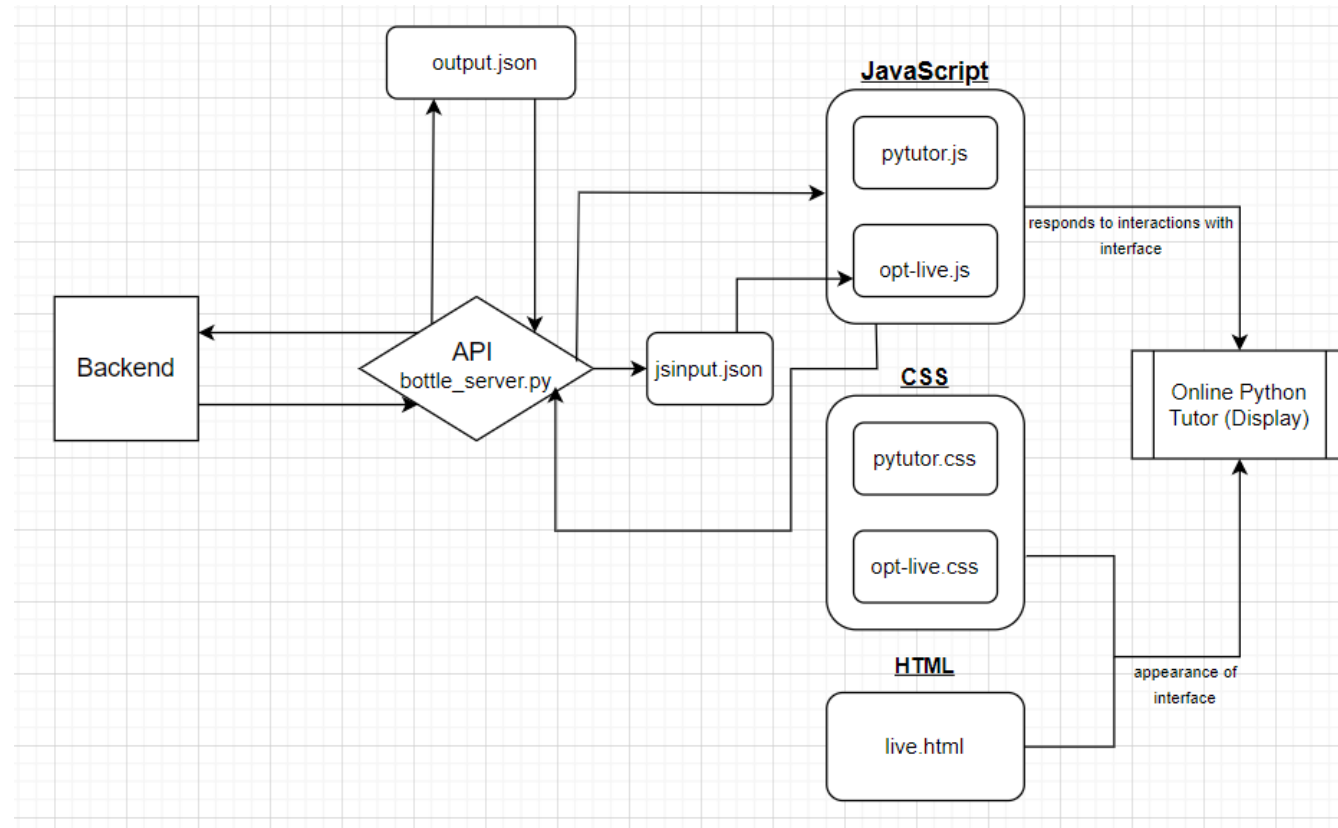 output.json
JavaScript
pytutor.js
responds to interactions with
interface
opt-live.js
Backend
API
bottle_server.py
jsinput.json
CSS
Online Python
Tutor (Display)
pytutor.css
opt-live.css
HTML
appearance of
interface
live.html